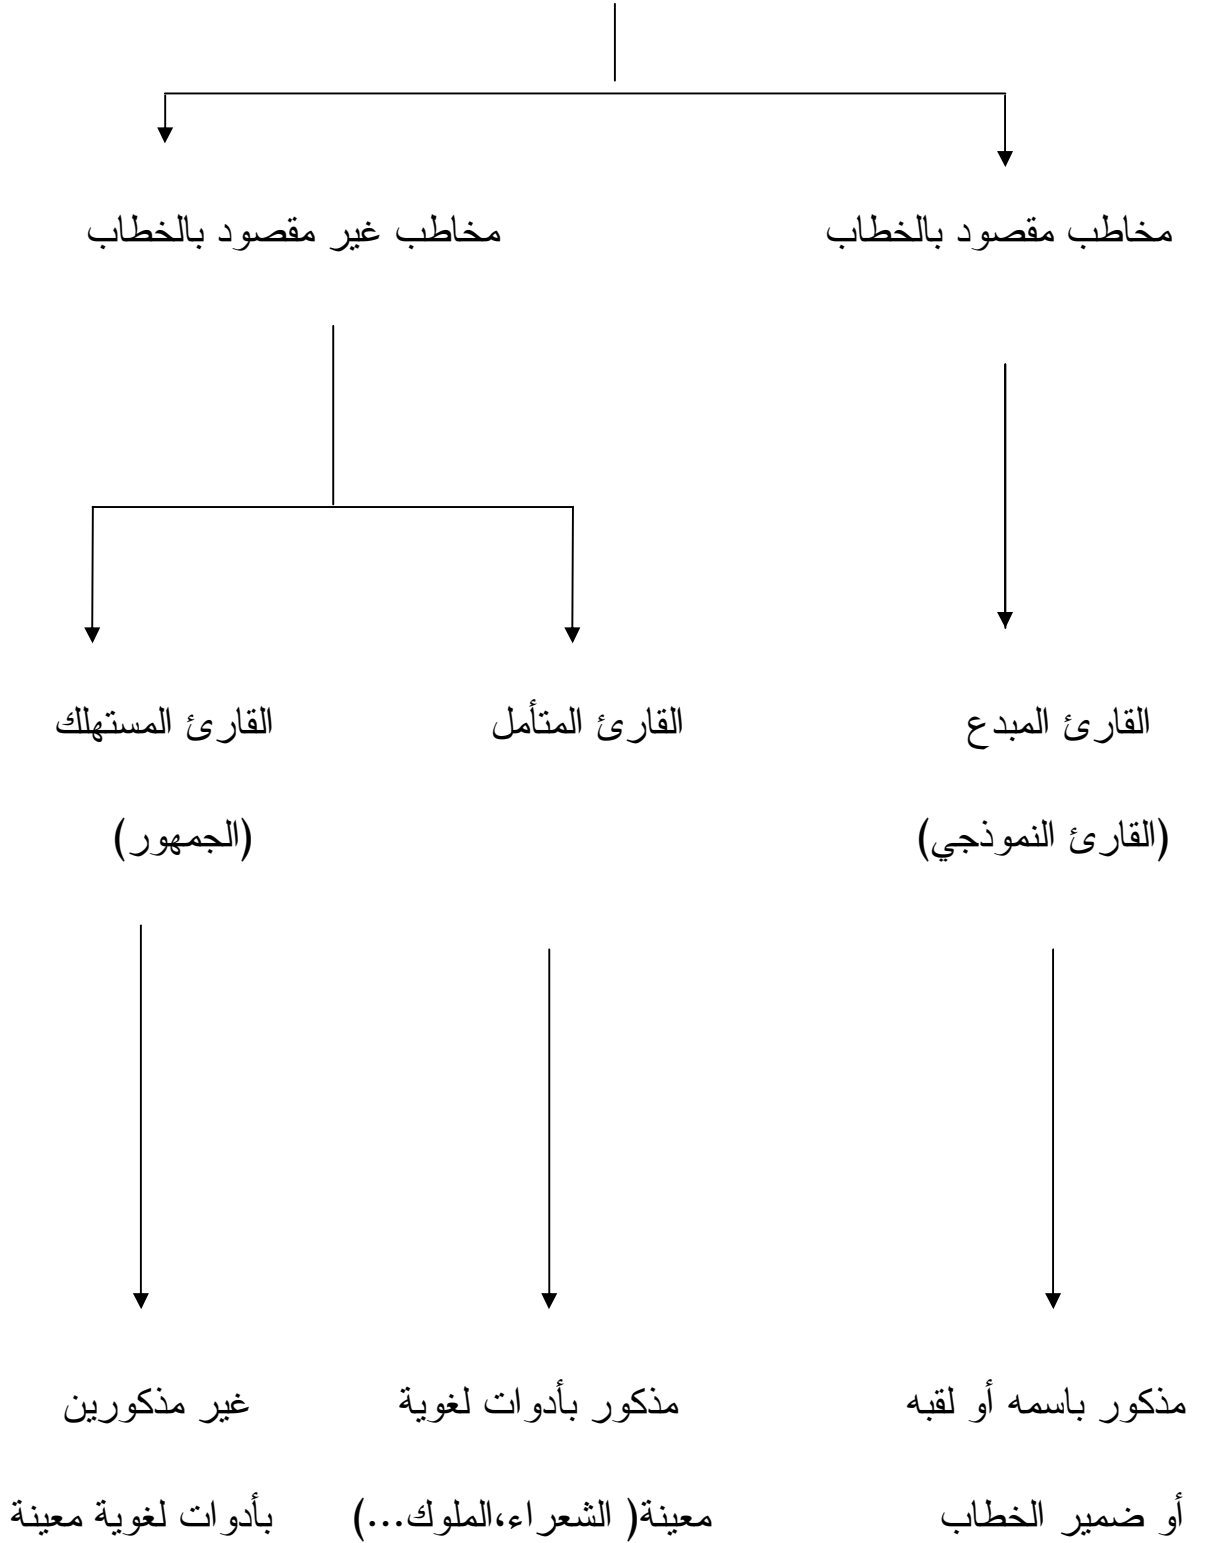 مخاطب مقصود بالخطاب
مخاطب غير مقصود بالخطاب
القارئ المبدع
(القارئ النموذجي)
القارئ المتأمل
القارئ المستهلك
(الجمهور)
مذكور باسمه أو لقبه
أو ضمير الخطاب
مذكور بأدوات لغوية
معينة( الشعراء،الملوك...)
غير مذكورين
بأدوات لغوية معينة